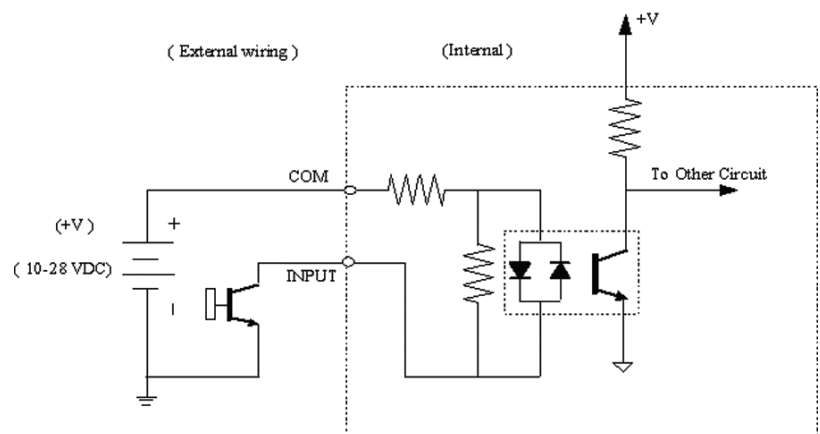 +V
( External wiring )
(Internal)
COM
To Other Circuit
(+V )
+
( 10-28 VDC)
INPUT